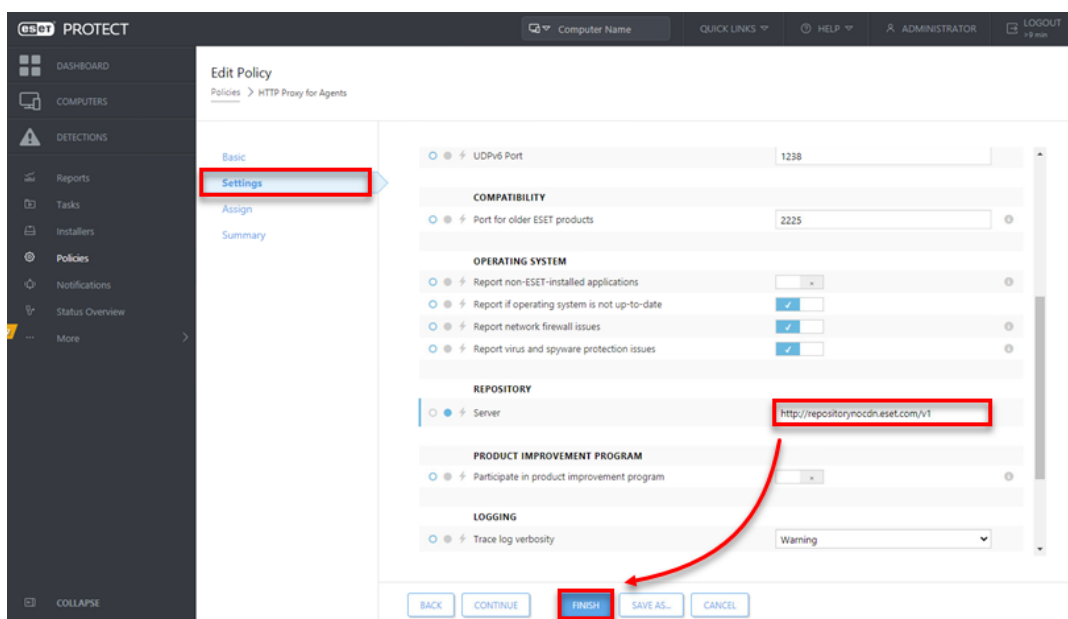 eset PROTECT
Computer Name
QUICK LINKS
HELP
ADMINISTRATOR
LOGOUT
>9 min
DASHBOARD
COMPUTERS
DETECTIONS
Reports
Tasks
Installers
Policies
Notifications
Status Overview
More
COLLAPSE
Edit Policy
Policies > HTTP Proxy for Agents
Basic
Settings
Assign
Summary
UDPv6 Port 1238
COMPATIBILITY
Port for older ESET products 2225
OPERATING SYSTEM
Report non-ESET-installed applications
Report if operating system is not up-to-date
Report network firewall issues
Report virus and spyware protection issues
REPOSITORY
Server http://repositorynocdn.eset.com/v1
PRODUCT IMPROVEMENT PROGRAM
Participate in product improvement program
LOGGING
Trace log verbosity Warning
BACK CONTINUE FINISH SAVE AS... CANCEL